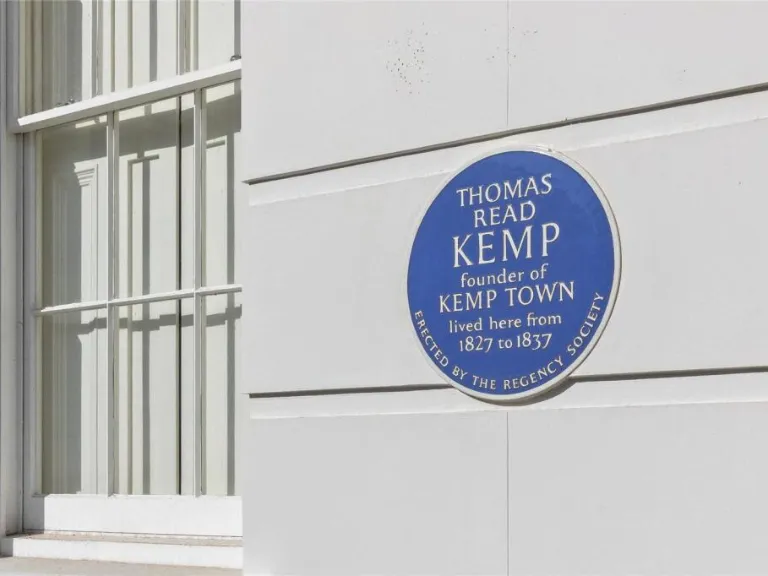 THOMAS
READ
KEMP
founder of
KEMP TOWN
lived here from
1827 to 1837
ERECTED BY THE REGENCY SOCIETY